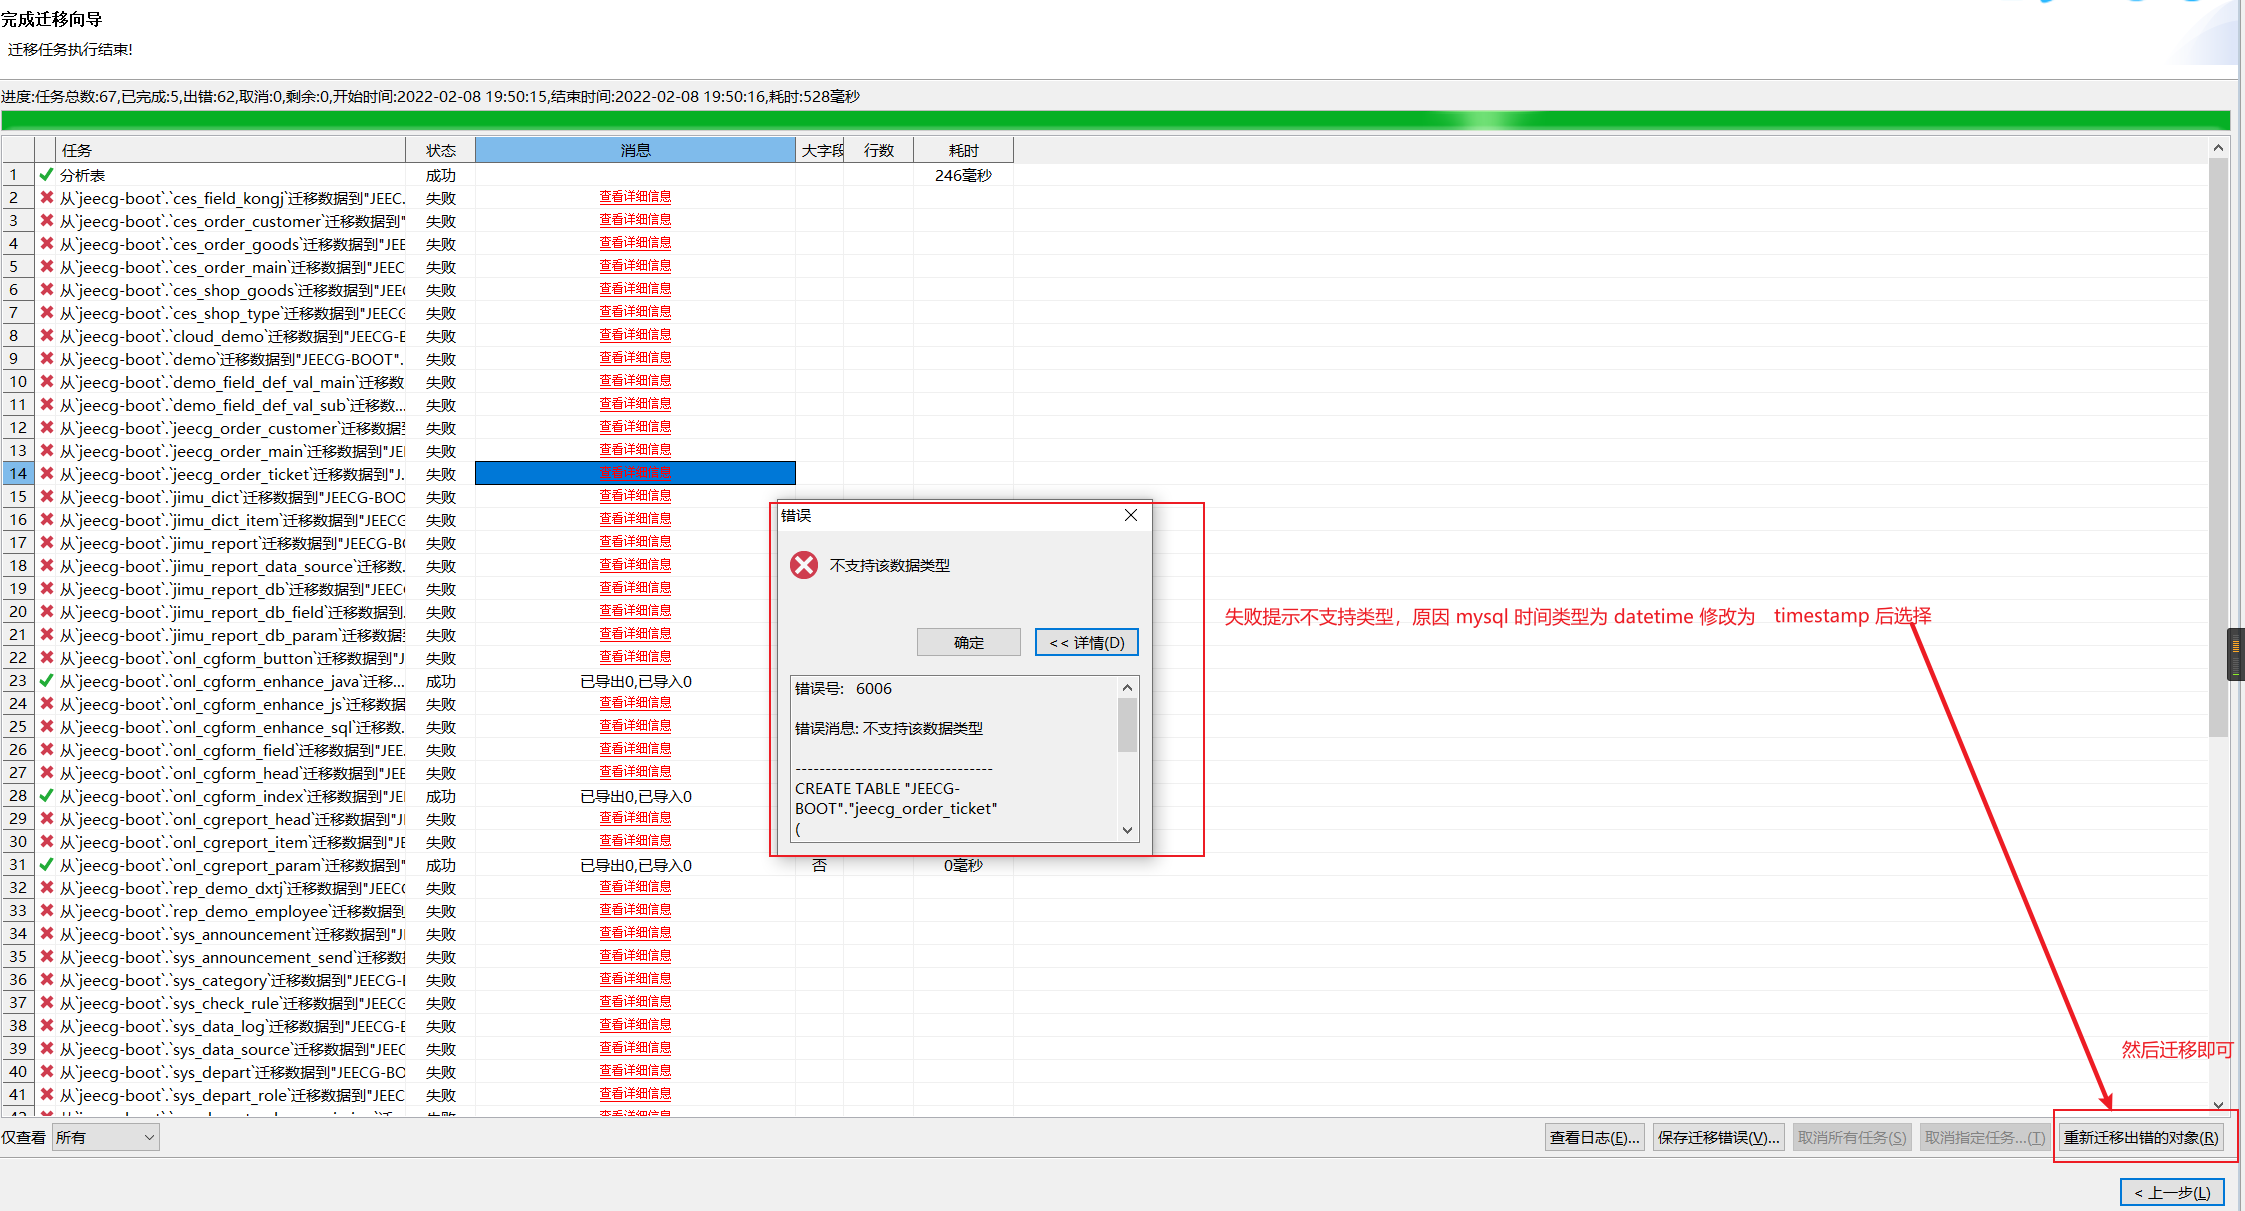 完成迁移向导
迁移任务执行结束!
进度:任务总数:67,已完成:5,出错:62,取消:0,剩余:0,开始时间:2022-02-08 19:50:15,结束时间:2022-02-08 19:50:16,耗时:528毫秒
任务 状态 消息 大字段 行数 耗时
1 分析表 成功 246毫秒
2 从`jeecg-boot`.`ces_field_kongj`迁移数据到"JEEC... 失败 查看详细信息
3 从`jeecg-boot`.`ces_order_customer`迁移数据到" 失败 查看详细信息
4 从`jeecg-boot`.`ces_order_goods`迁移数据到"JEE 失败 查看详细信息
5 从`jeecg-boot`.`ces_order_main`迁移数据到"JEEC 失败 查看详细信息
6 从`jeecg-boot`.`ces_shop_goods`迁移数据到"JEE 失败 查看详细信息
7 从`jeecg-boot`.`ces_shop_type`迁移数据到"JEECG 失败 查看详细信息
8 从`jeecg-boot`.`cloud_demo`迁移数据到"JEECG-B 失败 查看详细信息
9 从`jeecg-boot`.`demo`迁移数据到"JEECG-BOOT". 失败 查看详细信息
10 从`jeecg-boot`.`demo_field_def_val_main`迁移数 失败 查看详细信息
11 从`jeecg-boot`.`demo_field_def_val_sub`迁移数... 失败 查看详细信息
12 从`jeecg-boot`.`jeecg_order_customer`迁移数据 失败 查看详细信息
13 从`jeecg-boot`.`jeecg_order_main`迁移数据到"JE 失败 查看详细信息
14 从`jeecg-boot`.`jeecg_order_ticket`迁移数据到"J... 失败 查看详细信息
15 从`jeecg-boot`.`jimu_dict`迁移数据到"JEECG-BOO 失败 查看详细信息
16 从`jeecg-boot`.`jimu_dict_item`迁移数据到"JEECG 失败 查看详细信息
17 从`jeecg-boot`.`jimu_report`迁移数据到"JEECG-B 失败 查看详细信息
18 从`jeecg-boot`.`jimu_report_data_source`迁移数. 失败 查看详细信息
19 从`jeecg-boot`.`jimu_report_db`迁移数据到"JEEC 失败 查看详细信息
20 从`jeecg-boot`.`jimu_report_db_field`迁移数据到. 失败 查看详细信息
21 从`jeecg-boot`.`jimu_report_db_param`迁移数据 失败 查看详细信息
22 从`jeecg-boot`.`onl_cgform_button`迁移数据到"J 失败 查看详细信息
23 从`jeecg-boot`.`onl_cgform_enhance_java`迁移... 成功 已导出0,已导入0
24 从`jeecg-boot`.`onl_cgform_enhance_js`迁移数据 失败 查看详细信息
25 从`jeecg-boot`.`onl_cgform_enhance_sql`迁移数. 失败 查看详细信息
26 从`jeecg-boot`.`onl_cgform_field`迁移数据到"JEE. 失败 查看详细信息
27 从`jeecg-boot`.`onl_cgform_head`迁移数据到"JEE 失败 查看详细信息
28 从`jeecg-boot`.`onl_cgform_index`迁移数据到"JE 成功 已导出0,已导入0
29 从`jeecg-boot`.`onl_cgreport_head`迁移数据到"J 失败 查看详细信息
30 从`jeecg-boot`.`onl_cgreport_item`迁移数据到"JE 失败 查看详细信息
31 从`jeecg-boot`.`onl_cgreport_param`迁移数据到" 成功 已导出0,已导入0 否 0毫秒
32 从`jeecg-boot`.`rep_demo_dxtj`迁移数据到"JEEC 失败 查看详细信息
33 从`jeecg-boot`.`rep_demo_employee`迁移数据到 失败 查看详细信息
34 从`jeecg-boot`.`sys_announcement`迁移数据到"J 失败 查看详细信息
35 从`jeecg-boot`.`sys_announcement_send`迁移数 失败 查看详细信息
36 从`jeecg-boot`.`sys_category`迁移数据到"JEECG- 失败 查看详细信息
37 从`jeecg-boot`.`sys_check_rule`迁移数据到"JEECG 失败 查看详细信息
38 从`jeecg-boot`.`sys_data_log`迁移数据到"JEECG-B 失败 查看详细信息
39 从`jeecg-boot`.`sys_data_source`迁移数据到"JEEC 失败 查看详细信息
40 从`jeecg-boot`.`sys_depart`迁移数据到"JEECG-BO 失败 查看详细信息
41 从`jeecg-boot`.`sys_depart_role`迁移数据到"JEEC 失败 查看详细信息
错误
不支持该数据类型
确定 << 详情(D)
错误号: 6006
错误消息: 不支持该数据类型
---------------------------------
CREATE TABLE "JEECG-
BOOT"."jeecg_order_ticket"
(
失败提示不支持类型，原因 mysql 时间类型为 datetime 修改为 timestamp 后选择
然后迁移即可
仅查看 所有 查看日志(E)... 保存迁移错误(V)... 取消所有任务(S) 取消指定任务...(T) 重新迁移出错的对象(R)
< 上一步(L)